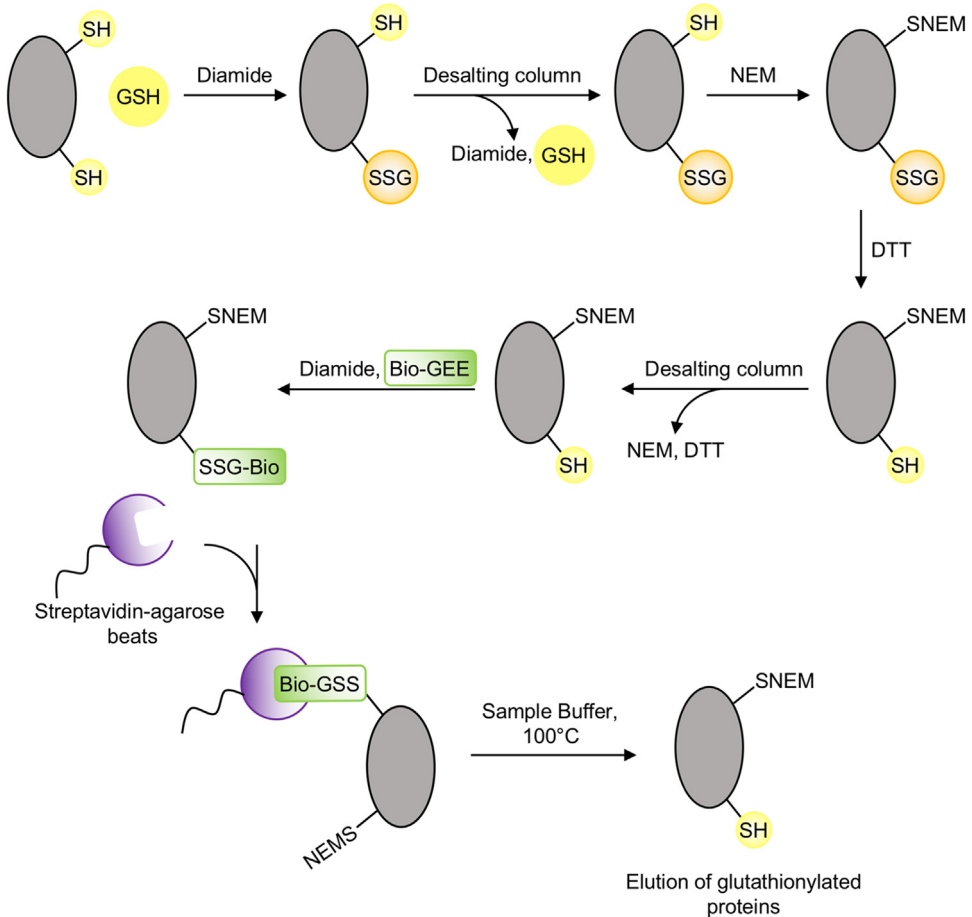 SH
GSH
SH
Diamide
SH
SSG
Desalting column
Diamide, GSH
SH
SSG
NEM
SNEM
SSG
DTT
SNEM
SH
Desalting column
NEM, DTT
SNEM
SH
Diamide, Bio-GEE
SNEM
SSG-Bio
Streptavidin-agarose
beats
Bio-GSS
NEMS
Sample Buffer,
100°C
SNEM
SH
Elution of glutathionylated
proteins